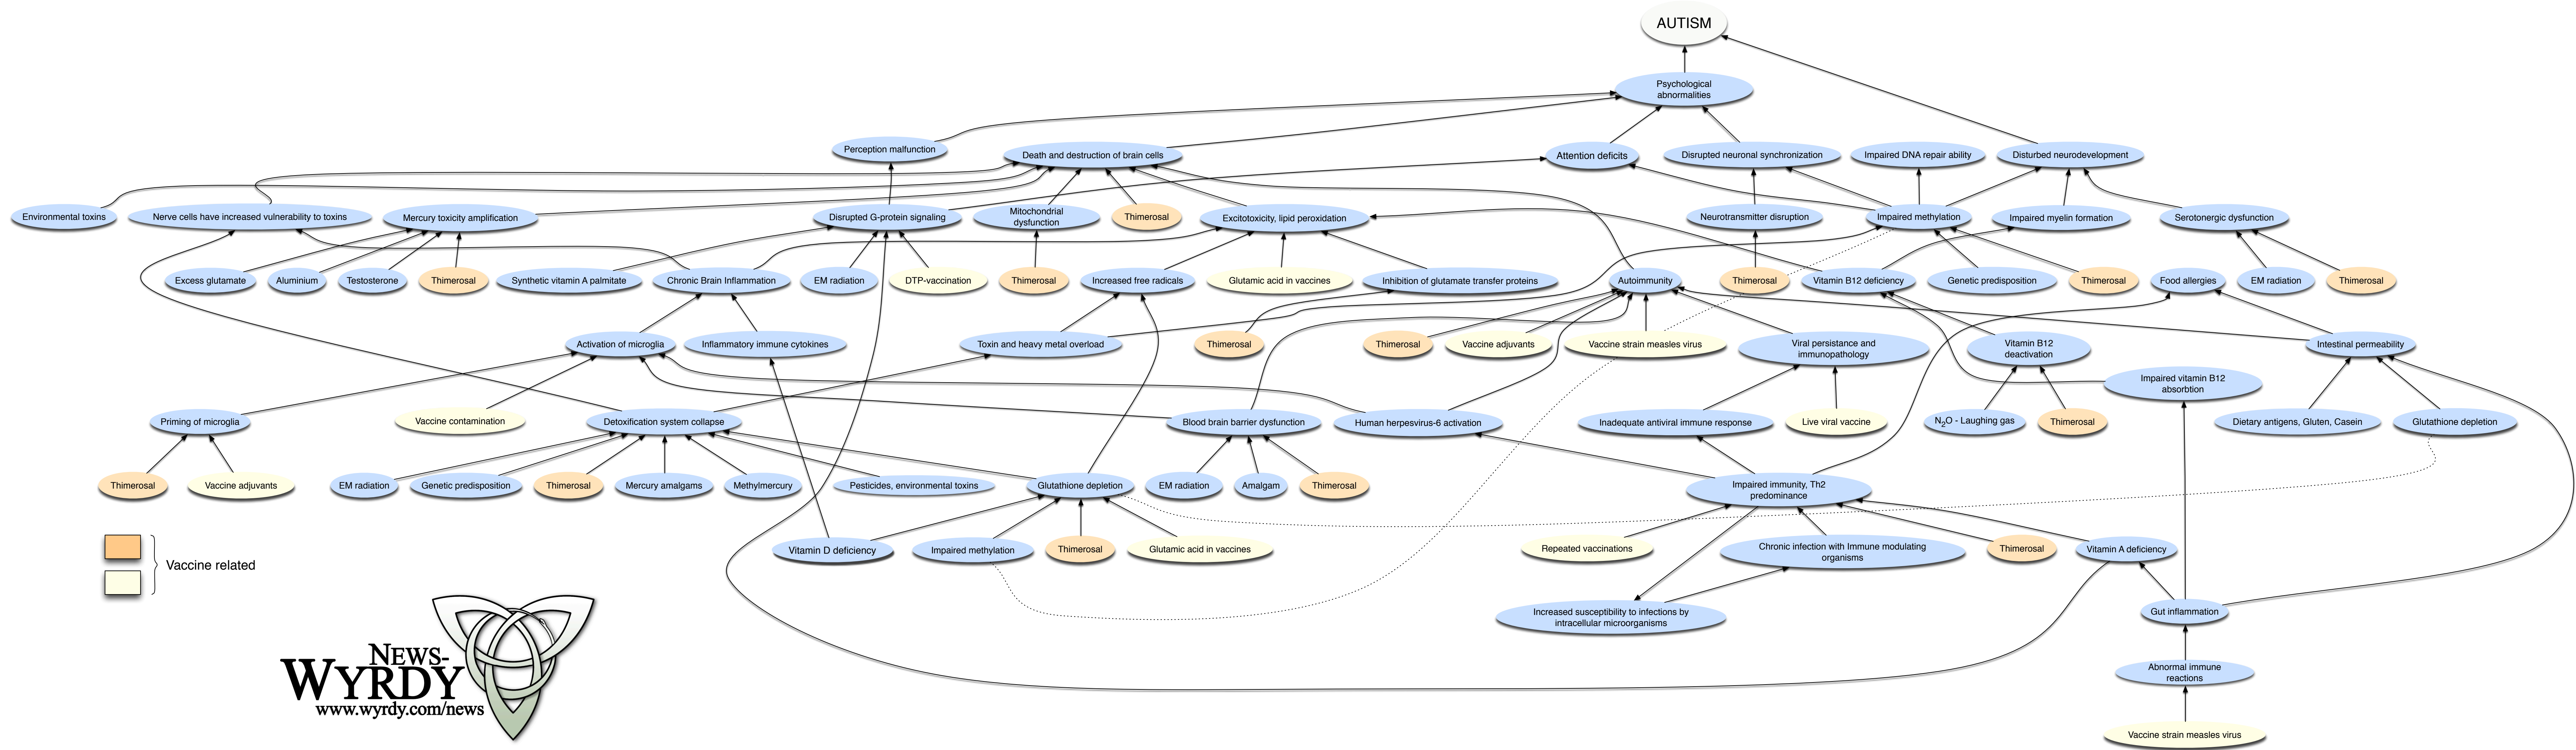 AUTISM
Psychological
abnormalities
Perception malfunction
Death and destruction of brain cells
Attention deficits
Disrupted neuronal synchronization
Impaired DNA repair ability
Disturbed neurodevelopment
Environmental toxins
Nerve cells have increased vulnerability to toxins
Mercury toxicity amplification
Disrupted G-protein signaling
Mitochondrial
dysfunction
Thimerosal
Excitotoxicity, lipid peroxidation
Neurotransmitter disruption
Impaired methylation
Impaired myelin formation
Serotonergic dysfunction
Excess glutamate
Aluminium
Testosterone
Thimerosal
Synthetic vitamin A palmitate
Chronic Brain Inflammation
EM radiation
DTP-vaccination
Thimerosal
Increased free radicals
Glutamic acid in vaccines
Inhibition of glutamate transfer proteins
Autoimmunity
Thimerosal
Vitamin B12 deficiency
Genetic predisposition
Thimerosal
Food allergies
EM radiation
Thimerosal
Activation of microglia
Inflammatory immune cytokines
Toxin and heavy metal overload
Thimerosal
Thimerosal
Vaccine adjuvants
Vaccine strain measles virus
Viral persistance and
immunopathology
Vitamin B12
deactivation
Intestinal permeability
Impaired vitamin B12
absorbtion
Priming of microglia
Vaccine contamination
Detoxification system collapse
Blood brain barrier dysfunction
Human herpesvirus-6 activation
Inadequate antiviral immune response
Live viral vaccine
N2O - Laughing gas
Thimerosal
Dietary antigens, Gluten, Casein
Glutathione depletion
Thimerosal
Vaccine adjuvants
EM radiation
Genetic predisposition
Thimerosal
Mercury amalgams
Methylmercury
Pesticides, environmental toxins
Glutathione depletion
EM radiation
Amalgam
Thimerosal
Impaired immunity, Th2
predominance
Vitamin D deficiency
Impaired methylation
Thimerosal
Glutamic acid in vaccines
Repeated vaccinations
Chronic infection with Immune modulating
organisms
Thimerosal
Vitamin A deficiency
Vaccine related
Increased susceptibility to infections by
intracellular microorganisms
Gut inflammation
Abnormal immune
reactions
Vaccine strain measles virus
NEWS-
WYRDY
www.wyrdy.com/news